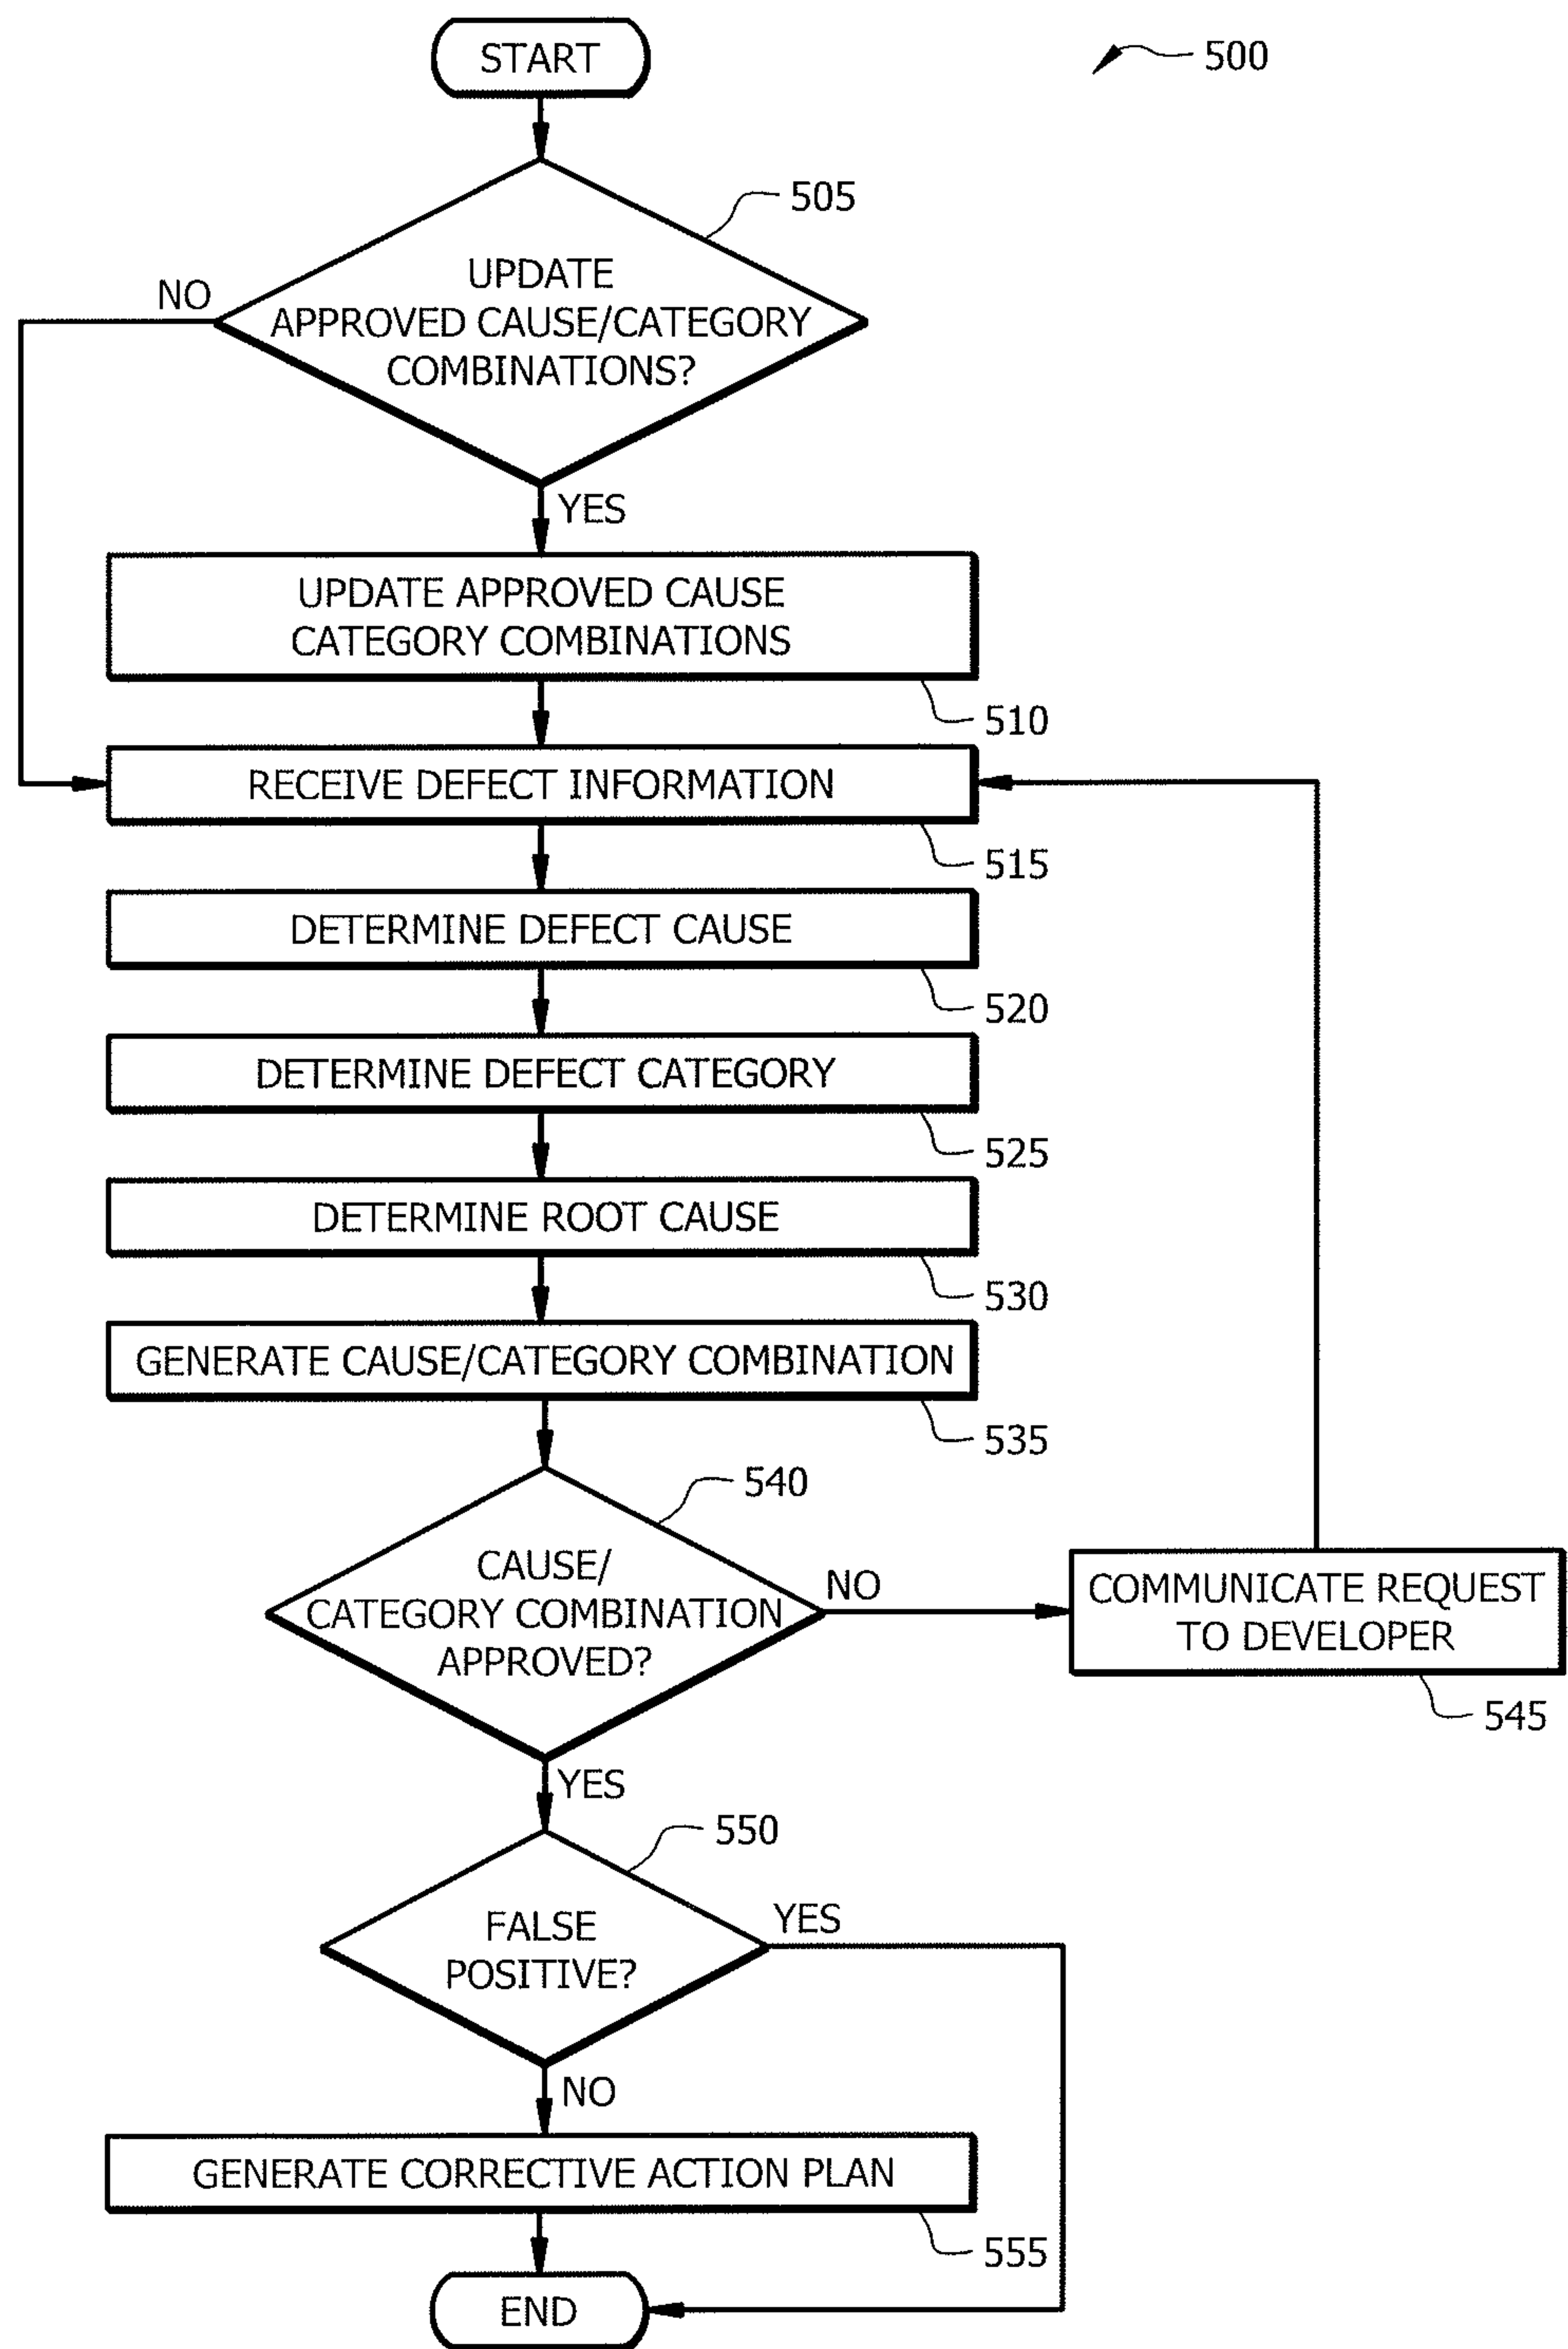 START
500
505
UPDATE
APPROVED CAUSE/CATEGORY
COMBINATIONS?
NO
YES
UPDATE APPROVED CAUSE
CATEGORY COMBINATIONS
510
RECEIVE DEFECT INFORMATION
515
DETERMINE DEFECT CAUSE
520
DETERMINE DEFECT CATEGORY
525
DETERMINE ROOT CAUSE
530
GENERATE CAUSE/CATEGORY COMBINATION
535
540
CAUSE/
CATEGORY COMBINATION
APPROVED?
NO
COMMUNICATE REQUEST
TO DEVELOPER
545
YES
550
FALSE
POSITIVE?
YES
NO
GENERATE CORRECTIVE ACTION PLAN
555
END